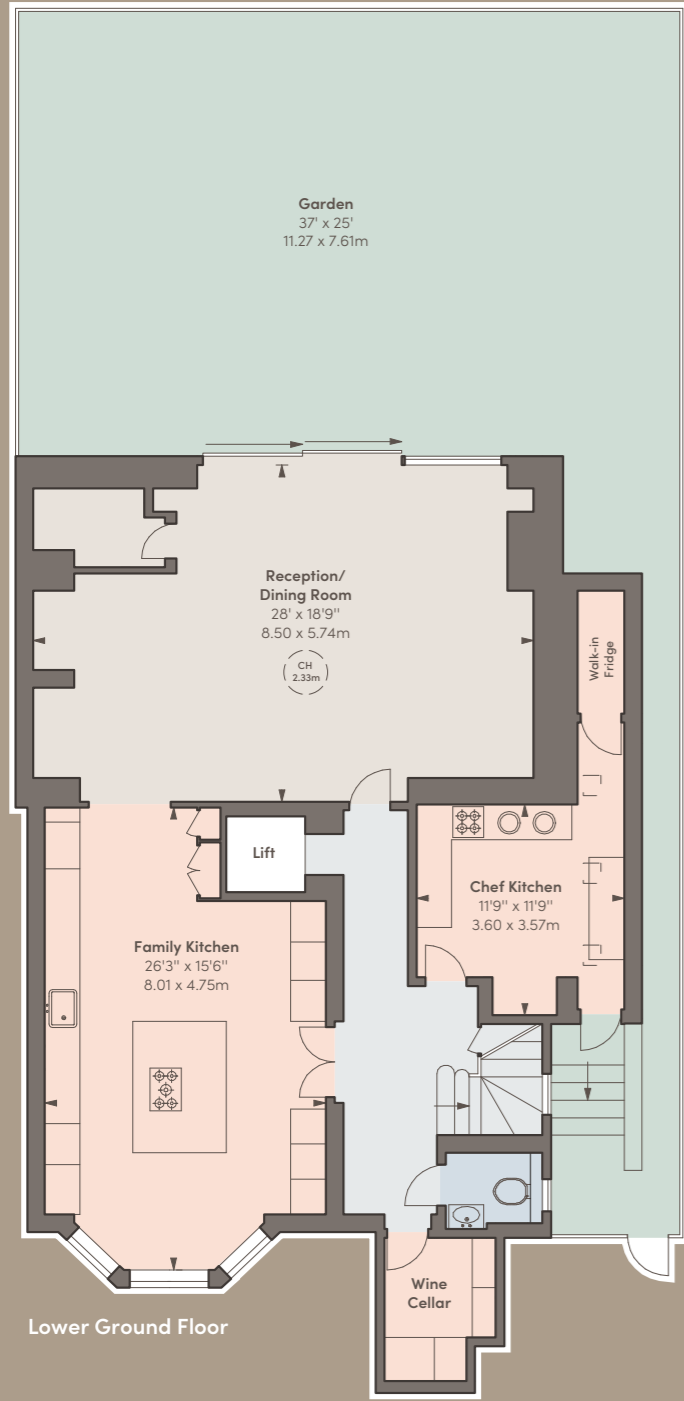 Garden
37' x 25'
11.27 x 7.61m
Reception/
Dining Room
28' x 18'9"
8.50 x 5.74m
CH
2.33m
Walk-in
Fridge
Lift
Chef Kitchen
11'9" x 11'9"
3.60 x 3.57m
Family Kitchen
26'3" x 15'6"
8.01 x 4.75m
Wine
Cellar
Lower Ground Floor